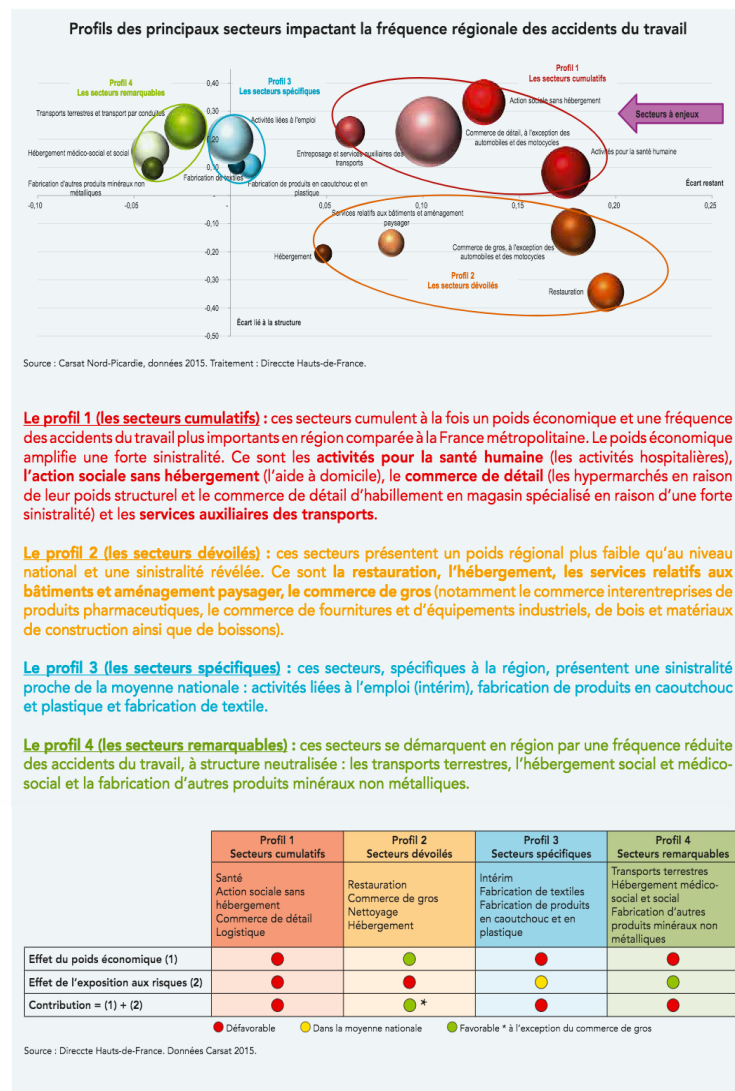 Profils des principaux secteurs impactant la fréquence régionale des accidents du travail
Profil 4
Les secteurs remarquables
0,40
Profil 3
Les secteurs spécifiques
Profil 1
Les secteurs cumulatifs
Transports terrestres et transport par conduites
0,30
Activités liées à l'emploi
Action sociale sans hébergement
Secteurs à enjeux
0,20
Hébergement médico-social et social
Entreposage et services auxiliaires des
transports
Commerce de détail, à l'exception des
automobiles et des motocycles
Activités pour la santé humaine
0,10
Fabrication d'autres produits minéraux non
métalliques
Fabrication de textiles
Fabrication de produits en caoutchouc et en
plastique
Écart restant
-0,10
-0,05
0,05
0,10
0,15
0,20
0,25
-0,10
Services relatifs aux bâtiments et aménagement
paysager
-0,20
Hébergement
Commerce de gros, à l'exception des
automobiles et des motocycles
Profil 2
Les secteurs dévoilés
-0,30
Restauration
-0,40
Écart lié à la structure
-0,50
Source : Carsat Nord-Picardie, données 2015. Traitement : Direccte Hauts-de-France.
Le profil 1 (les secteurs cumulatifs) : ces secteurs cumulent à la fois un poids économique et une fréquence
des accidents du travail plus importants en région comparée à la France métropolitaine. Le poids économique
amplifie une forte sinistralité. Ce sont les activités pour la santé humaine (les activités hospitalières),
l'action sociale sans hébergement (l'aide à domicile), le commerce de détail (les hypermarchés en raison
de leur poids structurel et le commerce de détail d'habillement en magasin spécialisé en raison d'une forte
sinistralité) et les services auxiliaires des transports.
Le profil 2 (les secteurs dévoilés) : ces secteurs présentent un poids régional plus faible qu'au niveau
national et une sinistralité révélée. Ce sont la restauration, l'hébergement, les services relatifs aux
bâtiments et aménagement paysager, le commerce de gros (notamment le commerce interentreprises de
produits pharmaceutiques, le commerce de fournitures et d'équipements industriels, de bois et matériaux
de construction ainsi que de boissons).
Le profil 3 (les secteurs spécifiques) : ces secteurs, spécifiques à la région, présentent une sinistralité
proche de la moyenne nationale : activités liées à l'emploi (intérim), fabrication de produits en caoutchouc
et plastique et fabrication de textile.
Le profil 4 (les secteurs remarquables) : ces secteurs se démarquent en région par une fréquence réduite
des accidents du travail, à structure neutralisée : les transports terrestres, l'hébergement social et médico-
social et la fabrication d'autres produits minéraux non métalliques.
Profil 1
Secteurs cumulatifs
Profil 2
Secteurs dévoilés
Profil 3
Secteurs spécifiques
Profil 4
Secteurs remarquables
Santé
Action sociale sans
hébergement
Commerce de détail
Logistique
Restauration
Commerce de gros
Nettoyage
Hébergement
Intérim
Fabrication de textiles
Fabrication de produits
en caoutchouc et en
plastique
Transports terrestres
Hébergement médico-
social et social
Fabrication d'autres
produits minéraux non
métalliques
Effet du poids économique (1)
Effet de l'exposition aux risques (2)
Contribution = (1) + (2)
*
Défavorable
Dans la moyenne nationale
Favorable * à l'exception du commerce de gros
Source : Direccte Hauts-de-France. Données Carsat 2015.